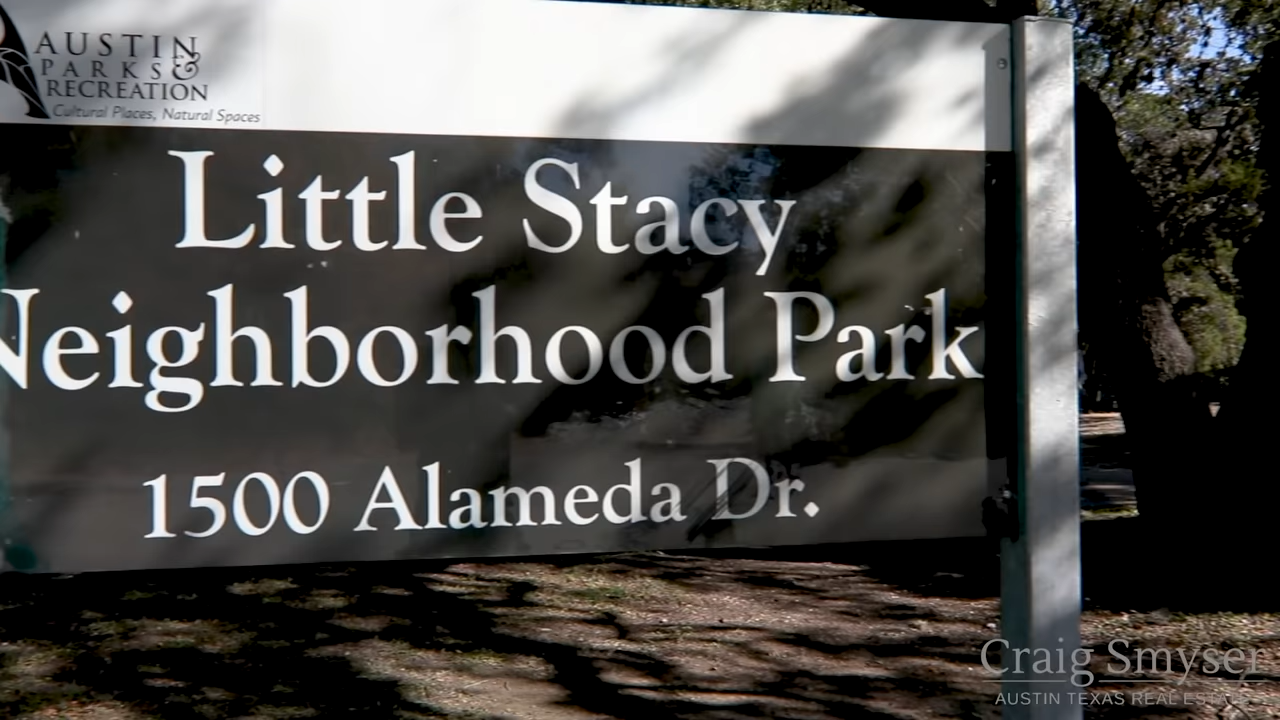 AUSTIN
PARKS &
RECREATION
Cultural Places, Natural Spaces
Little Stacy
Neighborhood Park
1500 Alameda Dr.
Craig Smyser
AUSTIN TEXAS REAL ESTATE